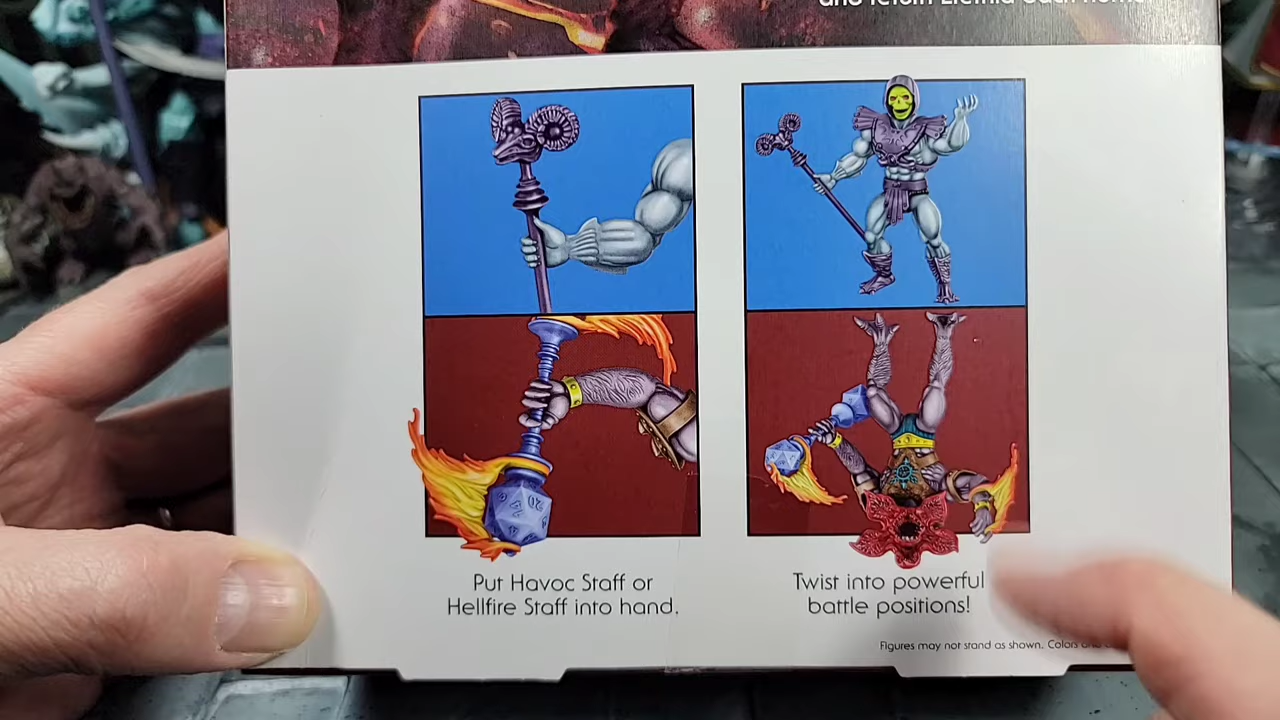 Put Havoc Staff or
Hellfire Staff into hand.
Twist into powerful
battle positions!
Figures may not stand as shown. Colors
20